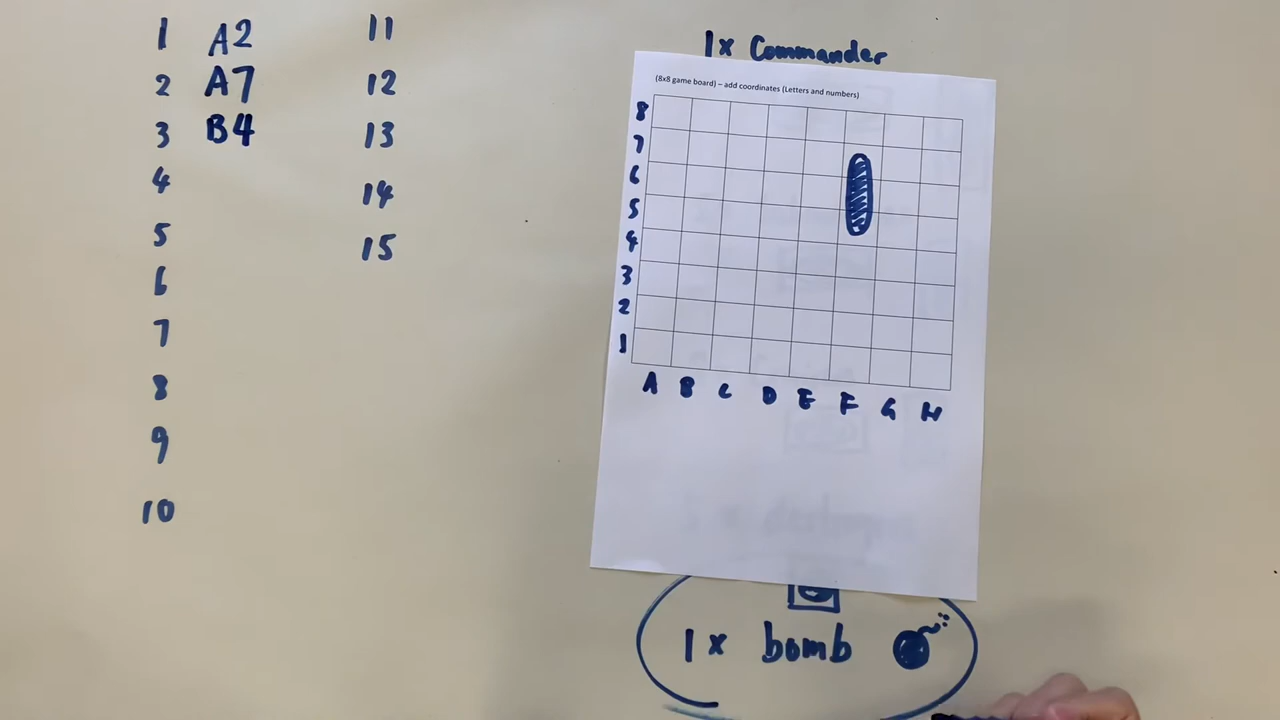 1 A2
2 A7
3 B4
4
5
6
7
8
9
10
11
12
13
14
15
1x Commander
(8x8 game board) – add coordinates (Letters and numbers)
8
7
6
5
4
3
2
1
A B C D E F G H
1x bomb